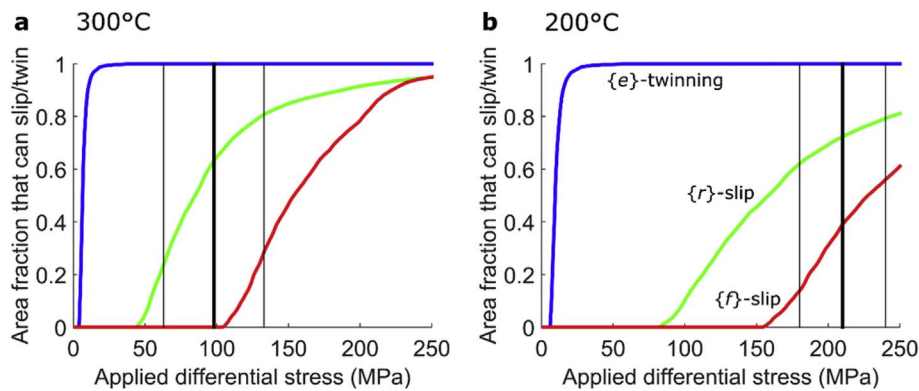 a 300°C
Area fraction that can slip/twin
1
0.8
0.6
0.4
0.2
0
0 50 100 150 200 250
Applied differential stress (MPa)
b 200°C
Area fraction that can slip/twin
1
0.8
0.6
0.4
0.2
0
{e}-twinning
{r}-slip
{f}-slip
0 50 100 150 200 250
Applied differential stress (MPa)